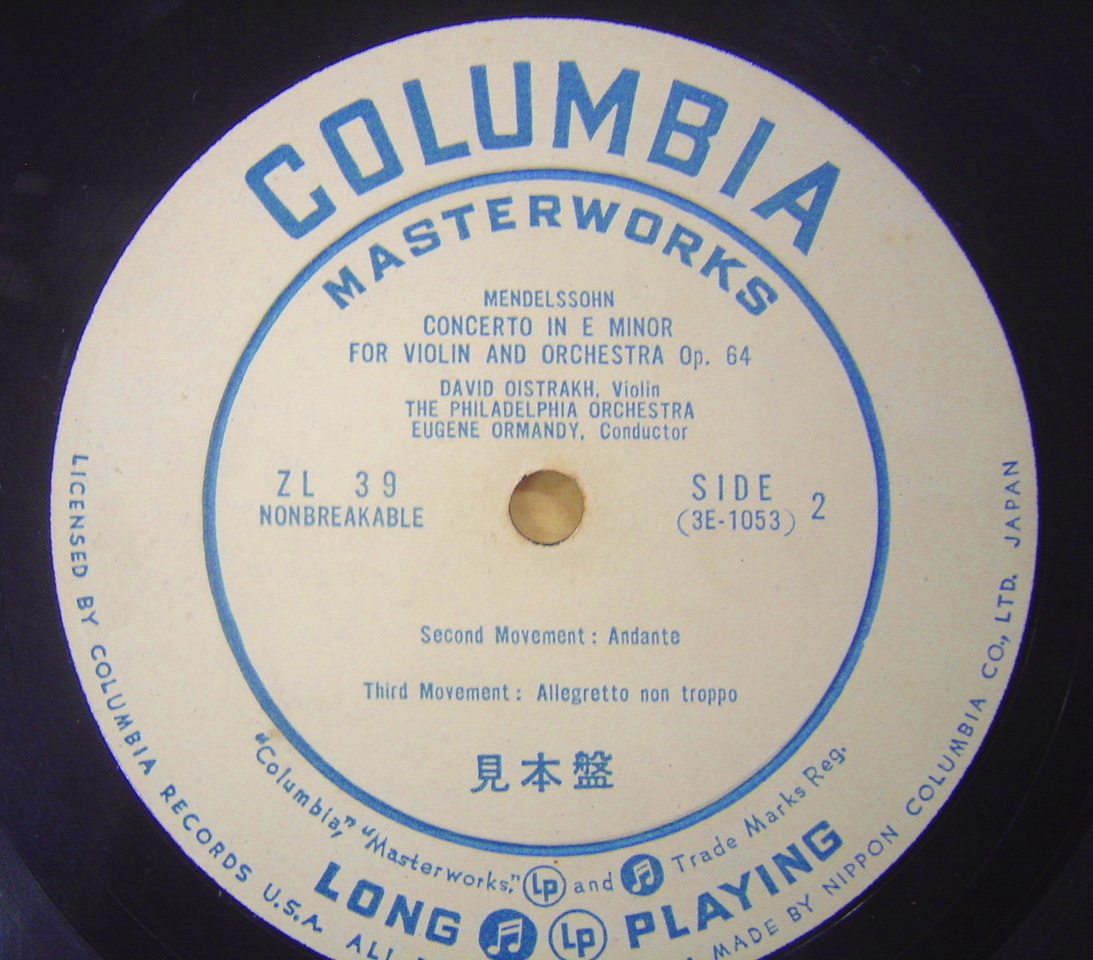 COLUMBIA
MASTERWORKS
MENDELSSOHN
CONCERTO IN E MINOR
FOR VIOLIN AND ORCHESTRA Op. 64
DAVID OISTRAKH, Violin
THE PHILADELPHIA ORCHESTRA
EUGENE ORMANDY, Conductor
ZL 39
NONBREAKABLE
SIDE 2
(3E-1053)
Second Movement : Andante
Third Movement : Allegretto non troppo
見本盤
"Columbia," "Masterworks," Lp and Trade Marks Reg.
LONG Lp PLAYING
LICENSED BY COLUMBIA RECORDS U.S.A. ALL
MADE BY NIPPON COLUMBIA CO., LTD. JAPAN